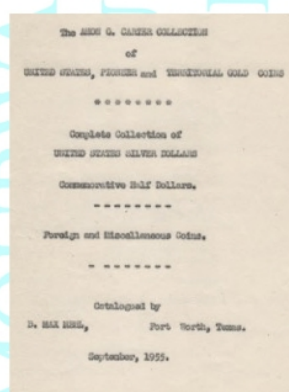 The AMON G. CARTER COLLECTION
of
UNITED STATES, PIONEER and TERRITORIAL GOLD COINS
* * * * * * * *
Complete Collection of
UNITED STATES SILVER DOLLARS
Commemorative Half Dollars.
- - - - - - - -
Foreign and Miscellaneous Coins.
- - - - - - - -
Catalogued by
B. MAX MEHL, Fort Worth, Texas.
September, 1955.